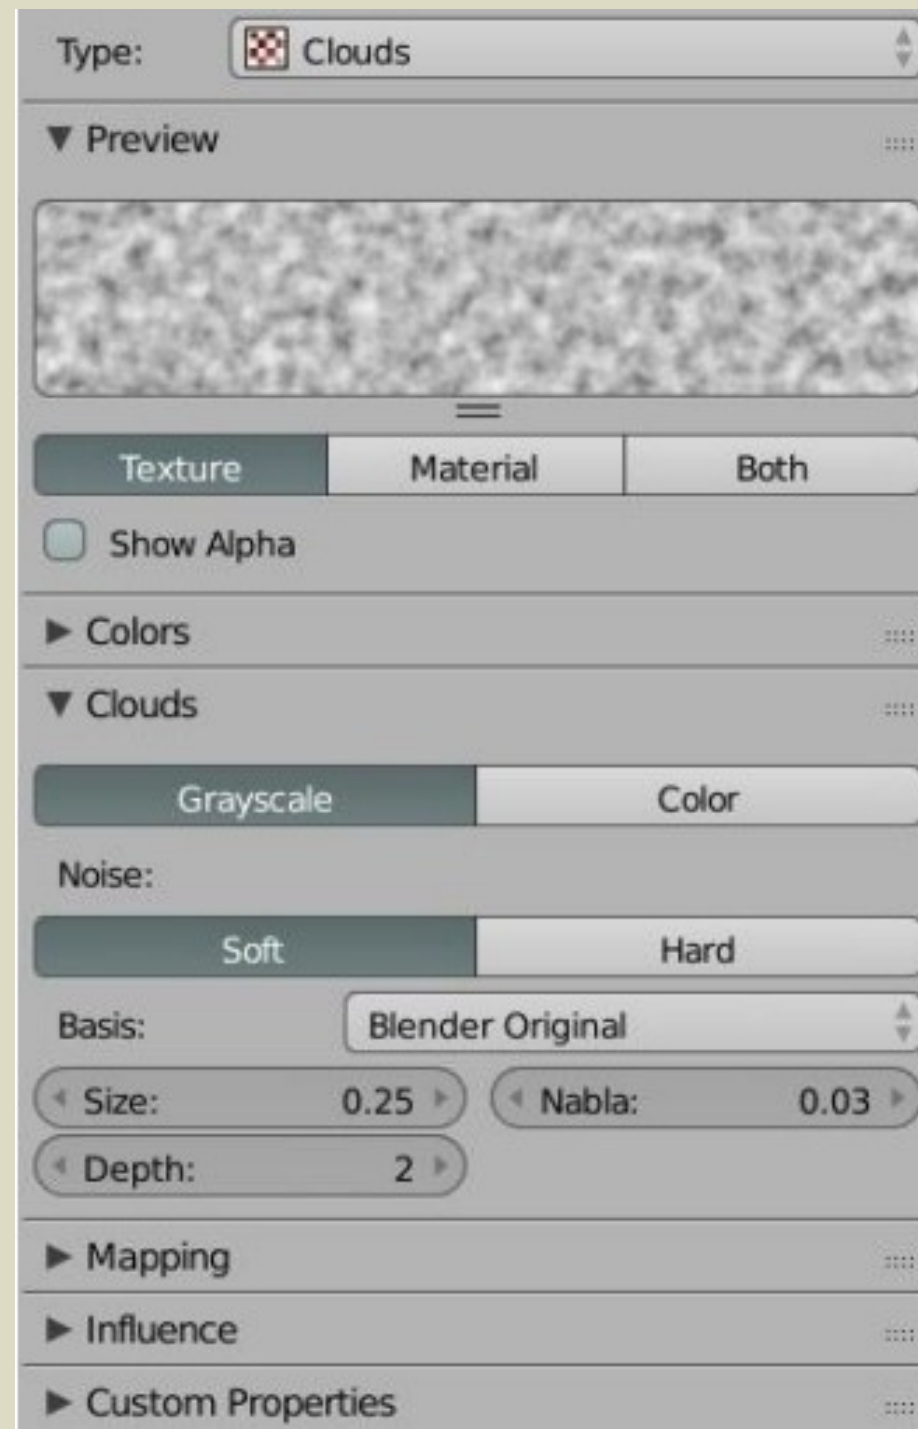 Type: Clouds
Preview
Texture Material Both
Show Alpha
Colors
Clouds
Grayscale Color
Noise:
Soft Hard
Basis: Blender Original
Size: 0.25 Nabla: 0.03
Depth: 2
Mapping
Influence
Custom Properties